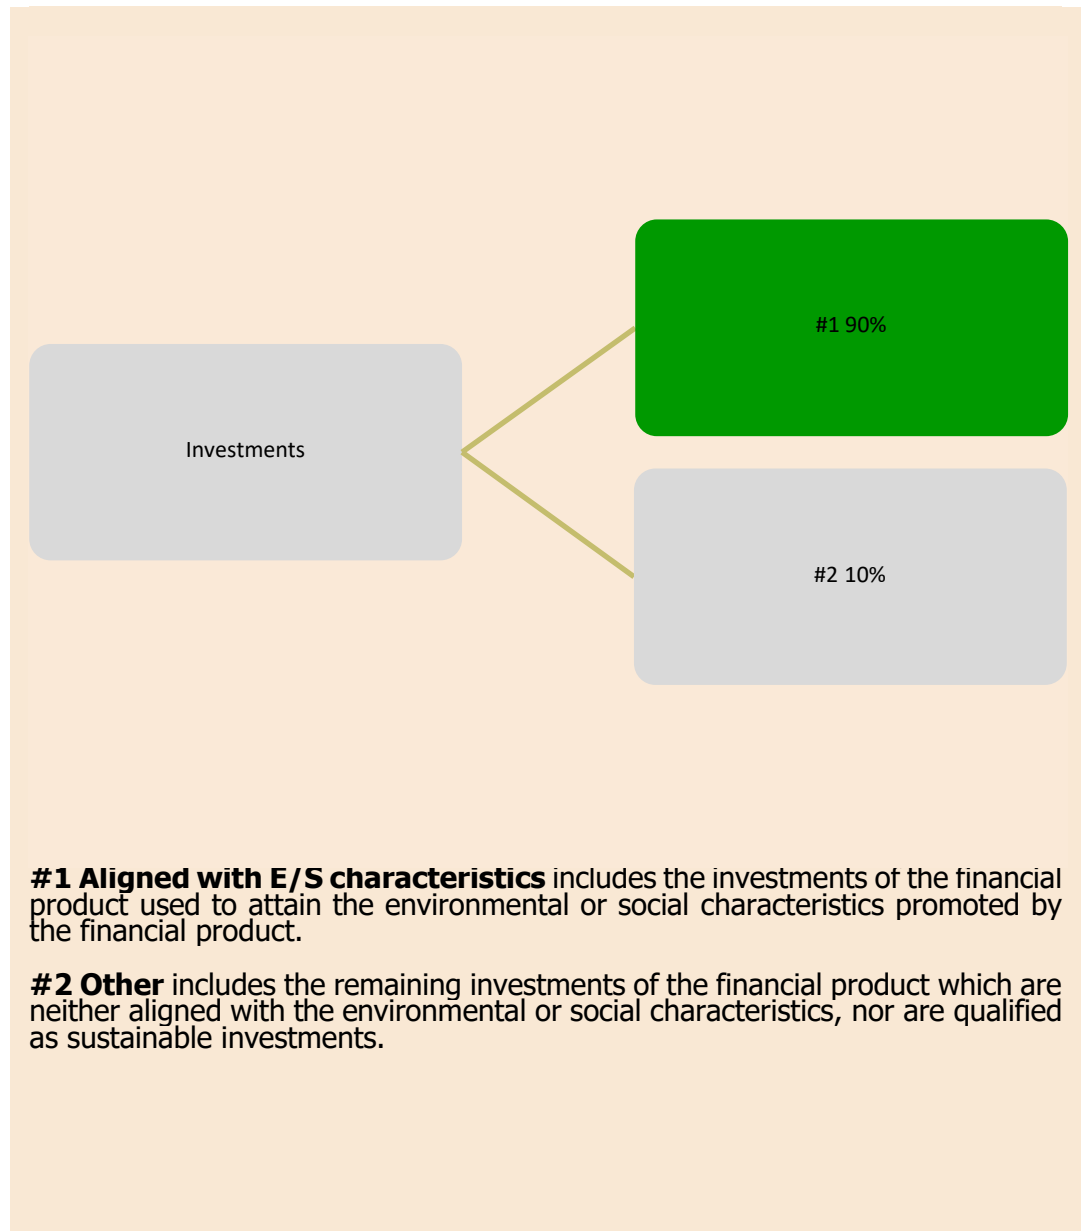 #1 90%
Investments
#2 10%
#1 Aligned with E/S characteristics includes the investments of the financial
product used to attain the environmental or social characteristics promoted by
the financial product.
#2 Other includes the remaining investments of the financial product which are
neither aligned with the environmental or social characteristics, nor are qualified
as sustainable investments.